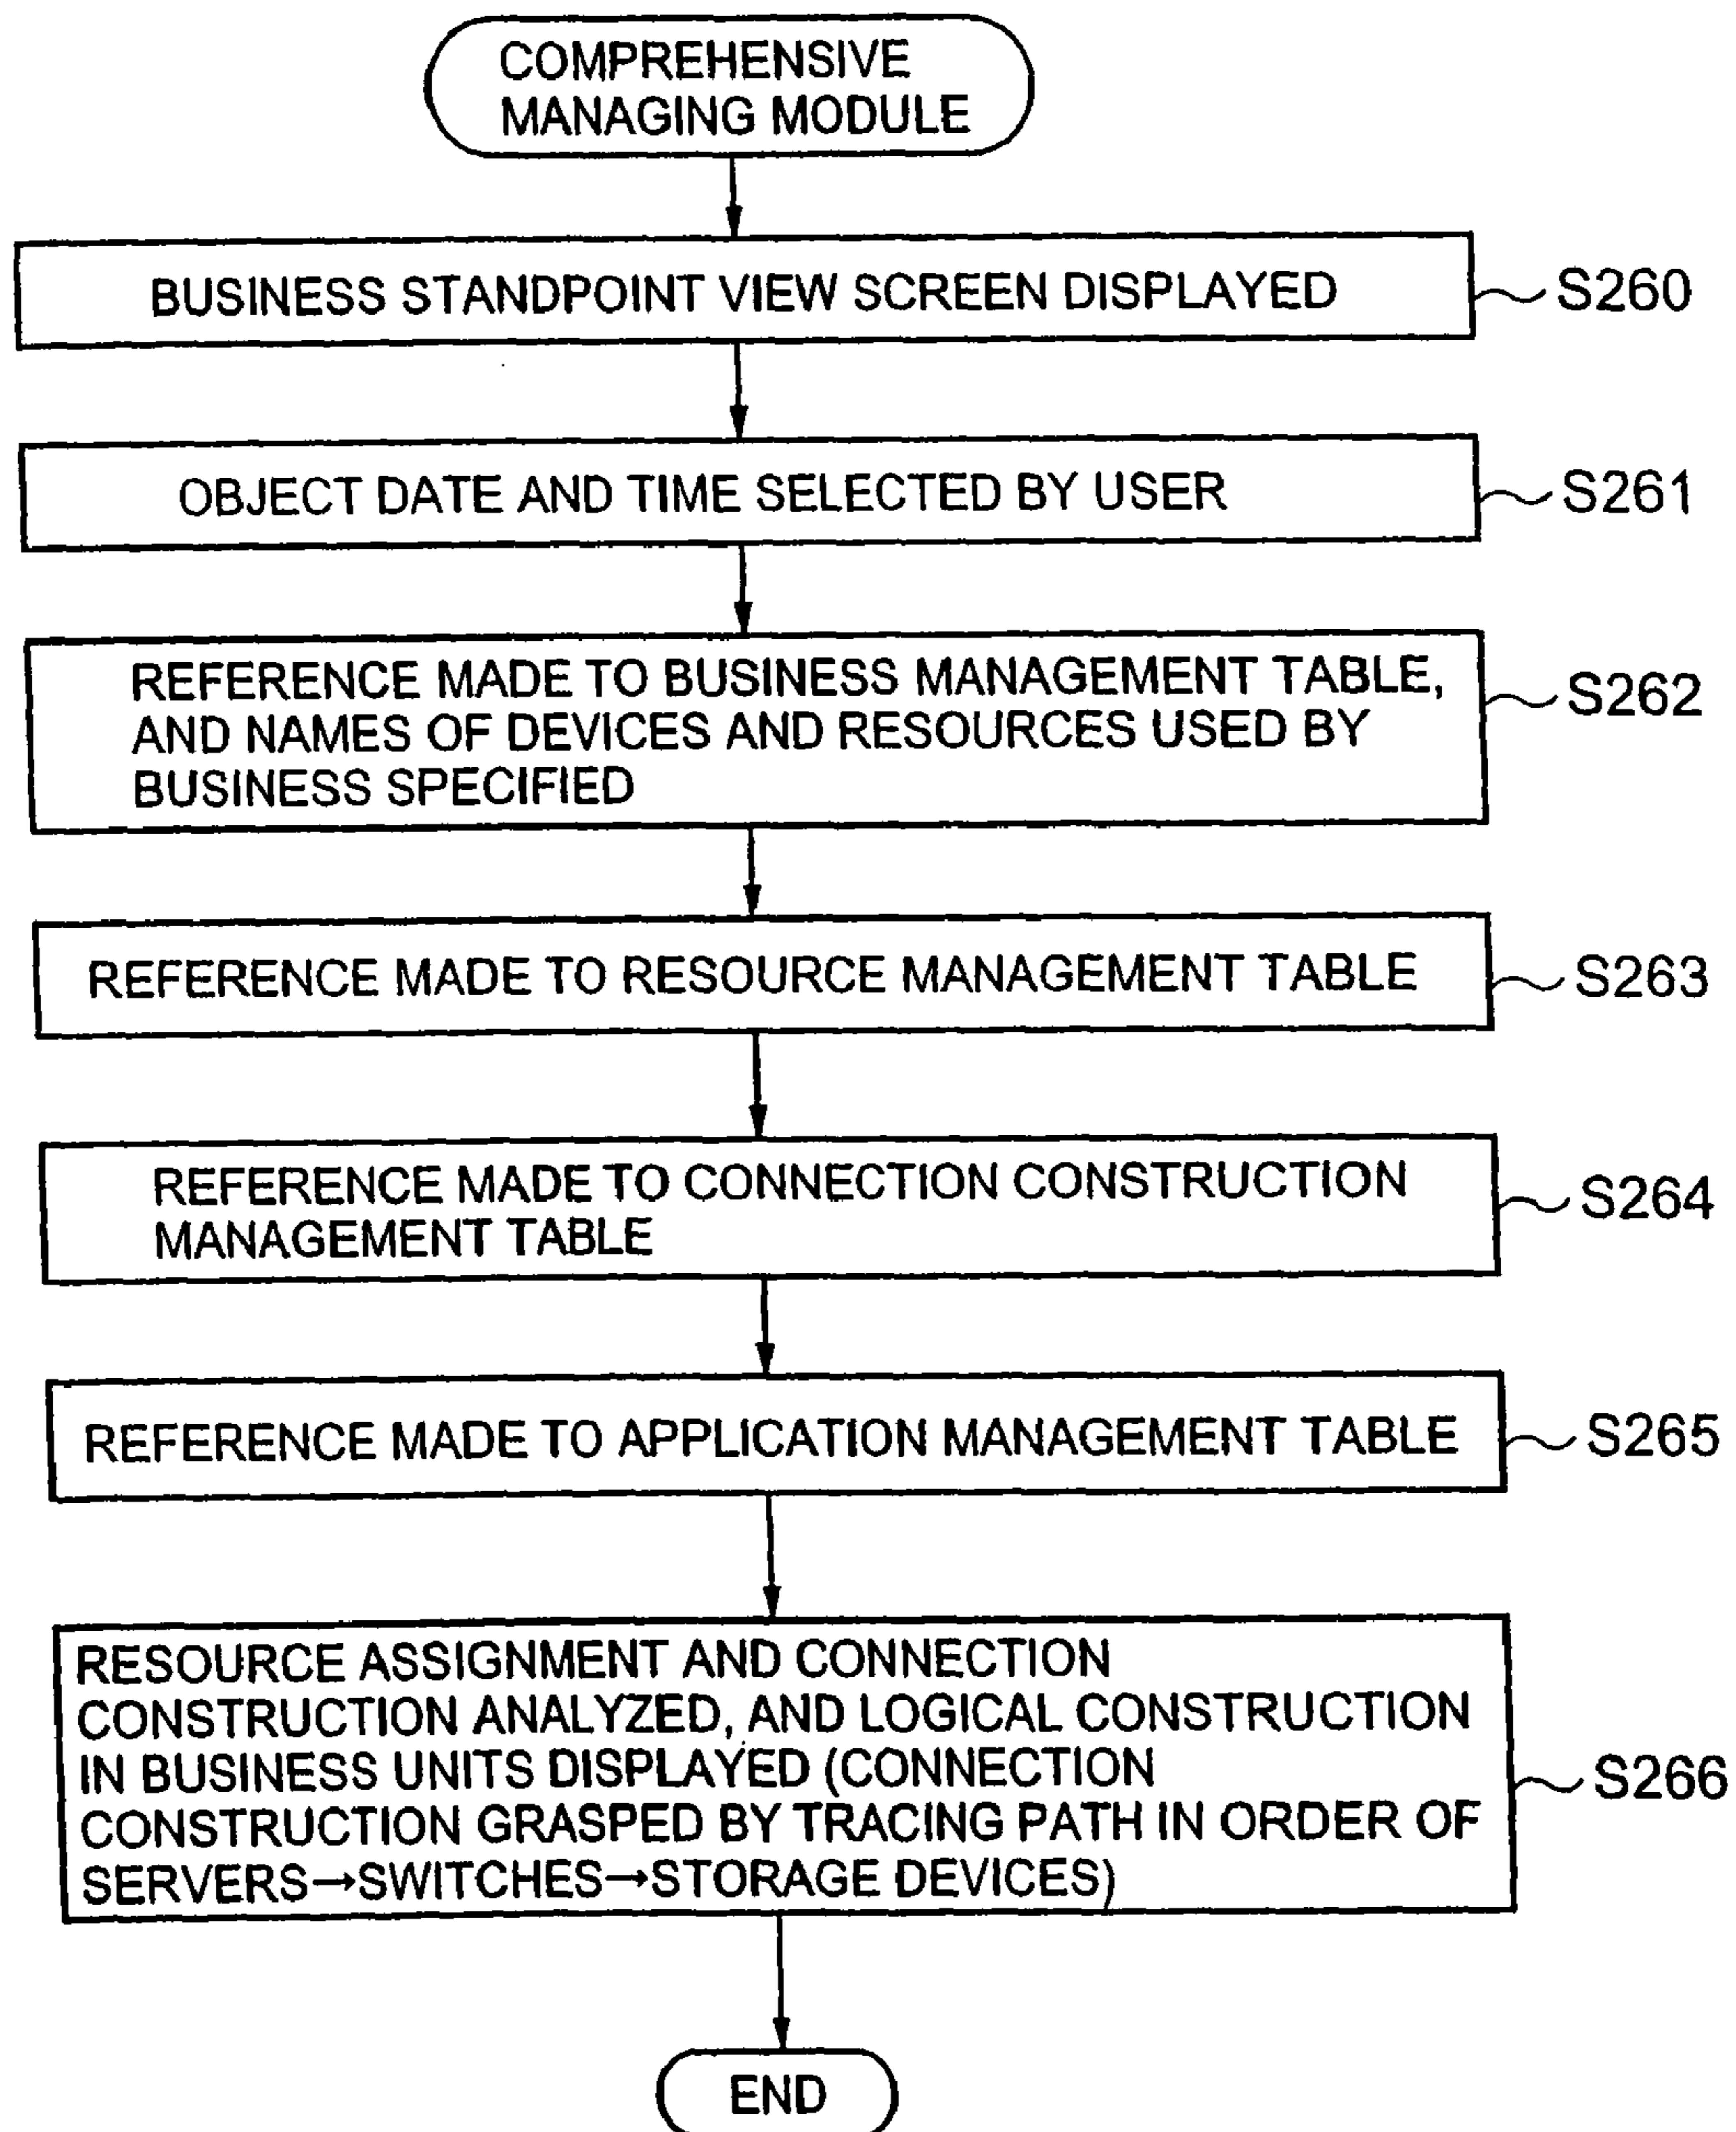 COMPREHENSIVE
MANAGING MODULE
BUSINESS STANDPOINT VIEW SCREEN DISPLAYED
S260
OBJECT DATE AND TIME SELECTED BY USER
S261
REFERENCE MADE TO BUSINESS MANAGEMENT TABLE,
AND NAMES OF DEVICES AND RESOURCES USED BY
BUSINESS SPECIFIED
S262
REFERENCE MADE TO RESOURCE MANAGEMENT TABLE
S263
REFERENCE MADE TO CONNECTION CONSTRUCTION
MANAGEMENT TABLE
S264
REFERENCE MADE TO APPLICATION MANAGEMENT TABLE
S265
RESOURCE ASSIGNMENT AND CONNECTION
CONSTRUCTION ANALYZED, AND LOGICAL CONSTRUCTION
IN BUSINESS UNITS DISPLAYED (CONNECTION
CONSTRUCTION GRASPED BY TRACING PATH IN ORDER OF
SERVERS→SWITCHES→STORAGE DEVICES)
S266
END